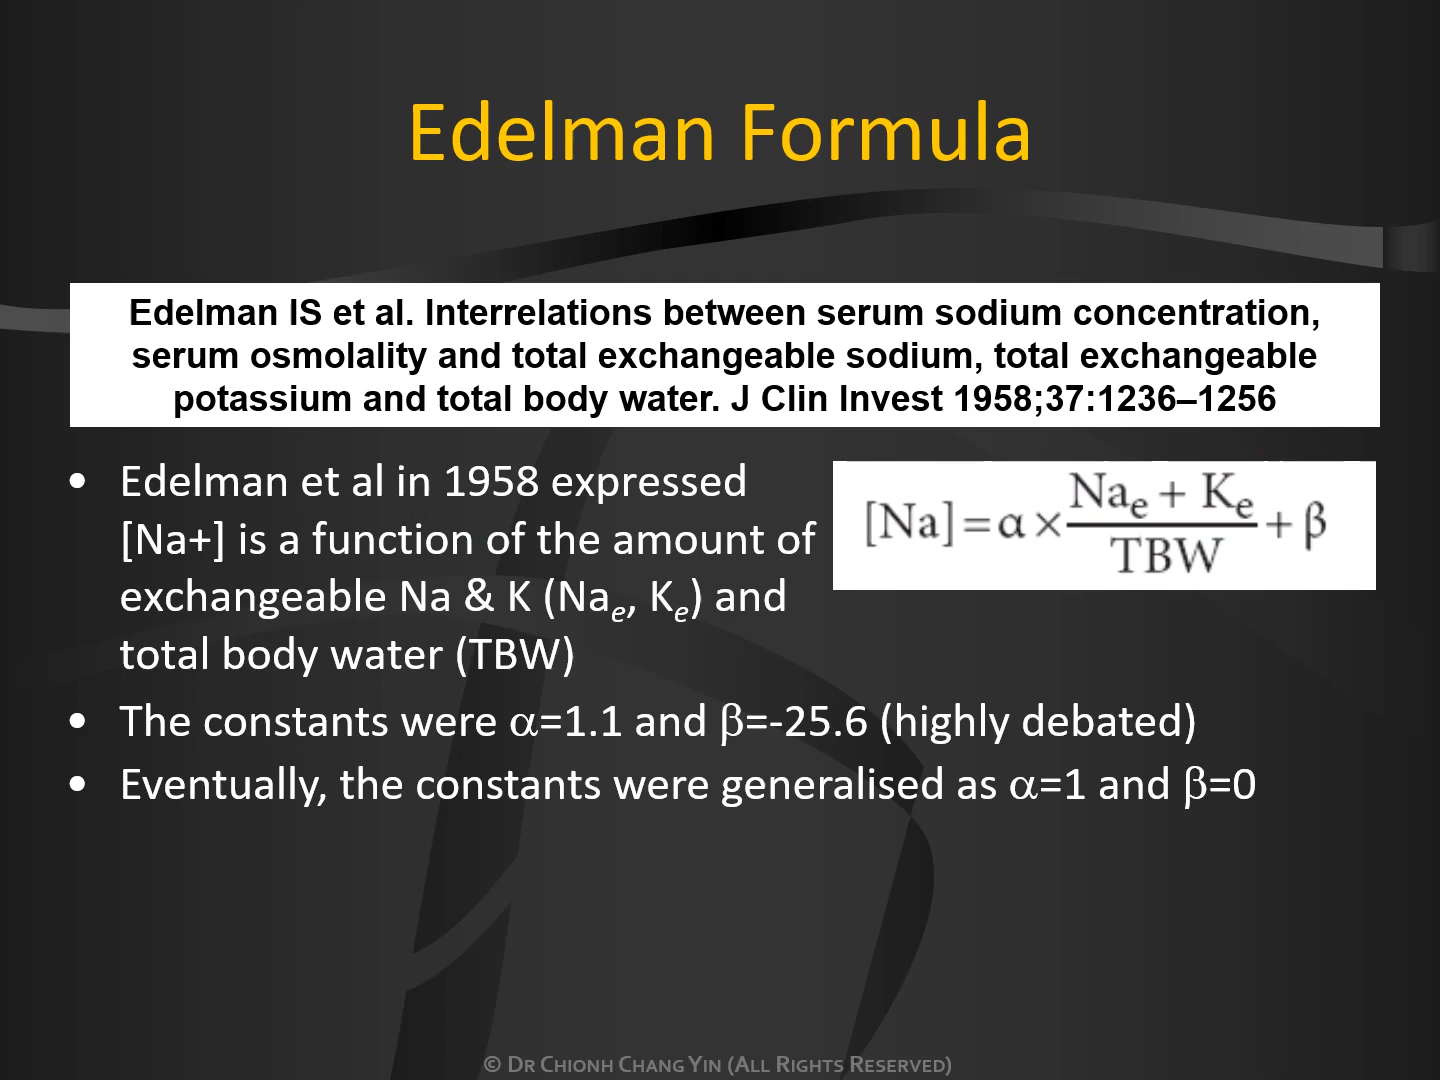 Edelman Formula
Edelman IS et al. Interrelations between serum sodium concentration,
serum osmolality and total exchangeable sodium, total exchangeable
potassium and total body water. J Clin Invest 1958;37:1236–1256
• Edelman et al in 1958 expressed
[Na+] is a function of the amount of
exchangeable Na & K (Naₑ, Kₑ) and
total body water (TBW)
[Na]=α×(Naₑ + Kₑ)/TBW+β
• The constants were α=1.1 and β=-25.6 (highly debated)
• Eventually, the constants were generalised as α=1 and β=0
© Dr Chionh Chang Yin (All Rights Reserved)